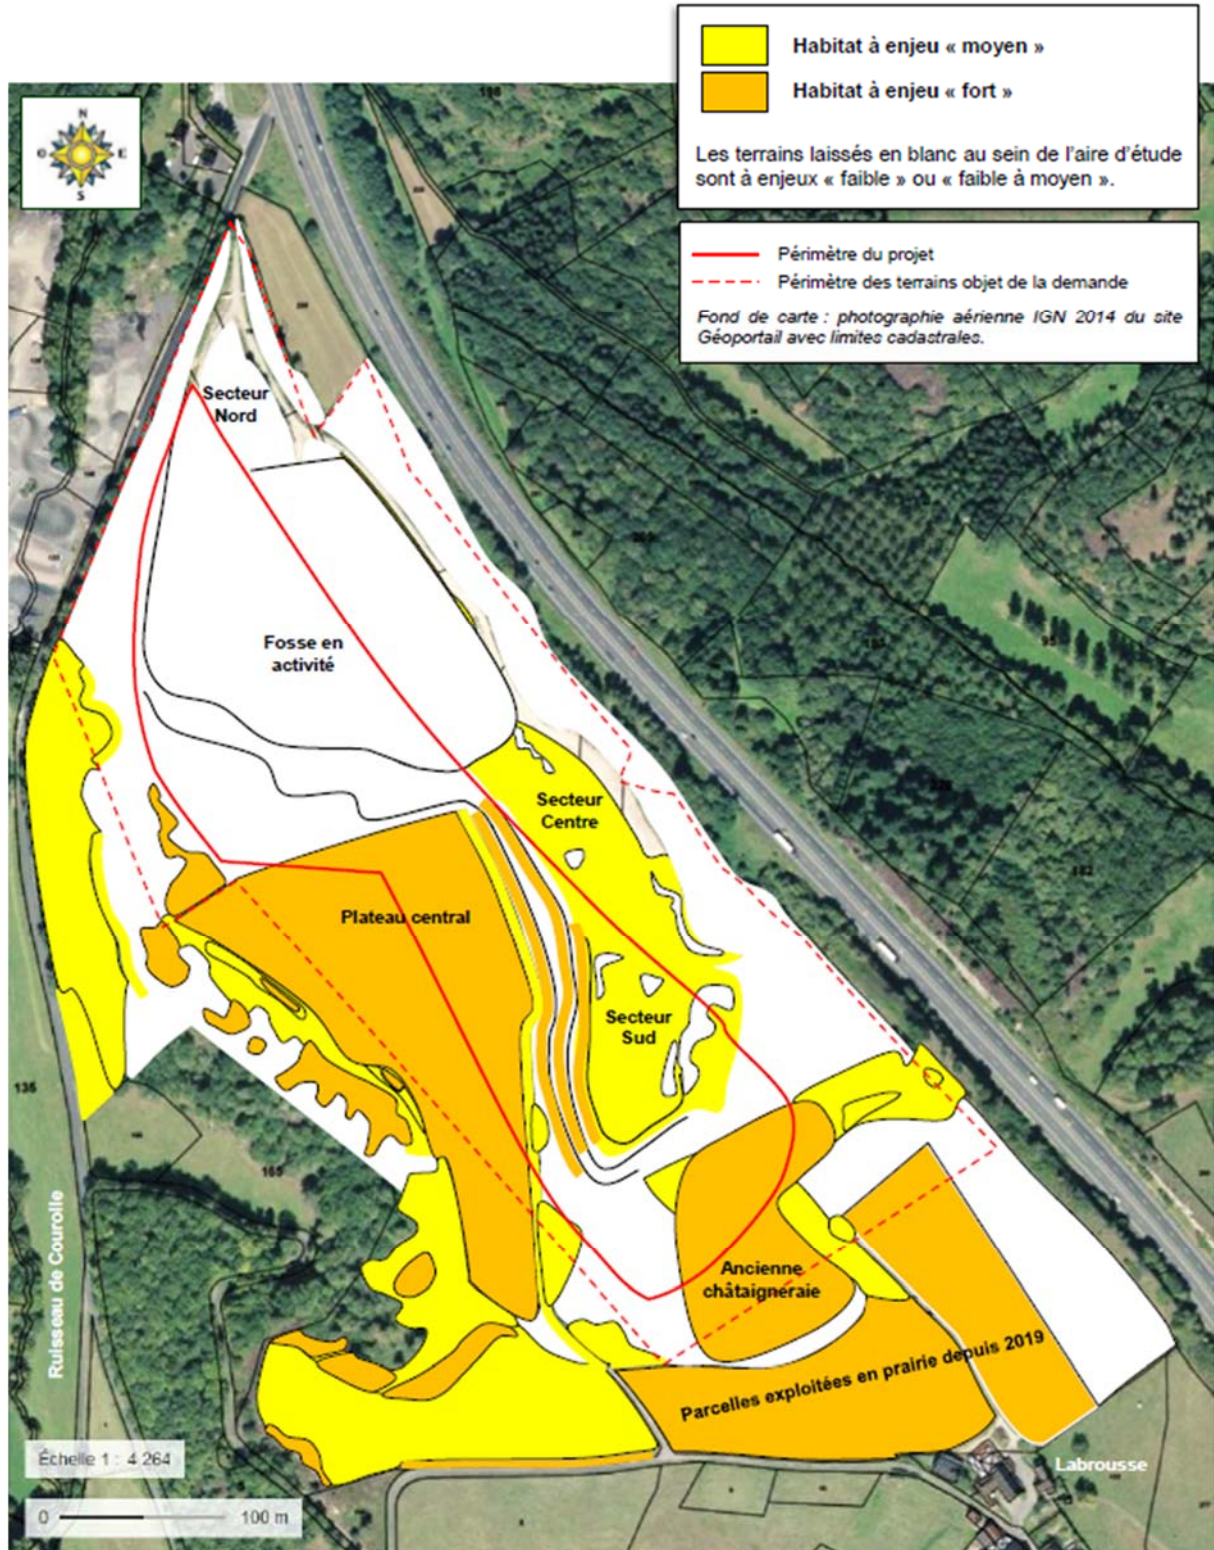 Habitat à enjeu « moyen »
Habitat à enjeu « fort »
Les terrains laissés en blanc au sein de l'aire d'étude
sont à enjeux « faible » ou « faible à moyen ».
Périmètre du projet
Périmètre des terrains objet de la demande
Fond de carte : photographie aérienne IGN 2014 du site
Géoportail avec limites cadastrales.
N
O
E
S
Secteur
Nord
Fosse en
activité
Secteur
Centre
Plateau central
Secteur
Sud
135
165
Ruisseau de Courolle
Ancienne
châtaigneraie
Parcelles exploitées en prairie depuis 2019
Labrousse
Échelle 1 : 4 264
0
100 m